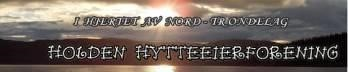 I HJERTET AV NORD-TRØNDELAG
HOLDEN HYTTEEIERFORENING